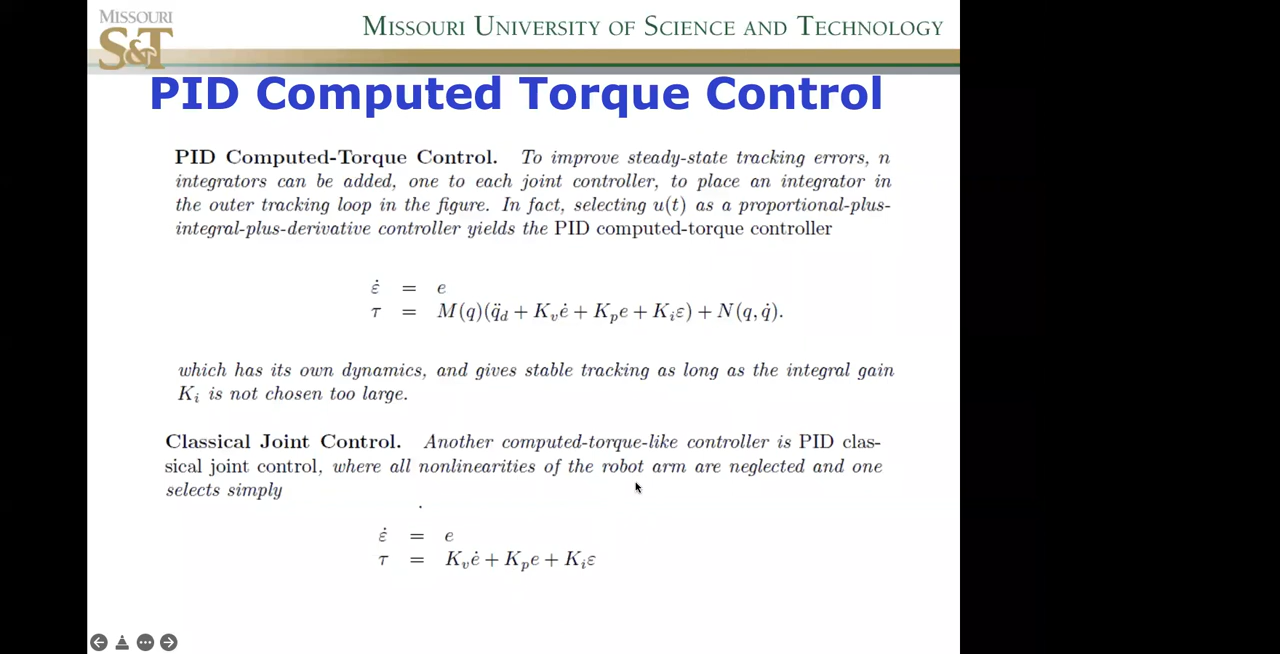 MISSOURI
S&T
MISSOURI UNIVERSITY OF SCIENCE AND TECHNOLOGY
PID Computed Torque Control
PID Computed-Torque Control. To improve steady-state tracking errors, n
integrators can be added, one to each joint controller, to place an integrator in
the outer tracking loop in the figure. In fact, selecting u(t) as a proportional-plus-
integral-plus-derivative controller yields the PID computed-torque controller
ε̇ = e
τ = M(q)(q̈_d + K_v ė + K_p e + K_i ε) + N(q, q̇).
which has its own dynamics, and gives stable tracking as long as the integral gain
K_i is not chosen too large.
Classical Joint Control. Another computed-torque-like controller is PID clas-
sical joint control, where all nonlinearities of the robot arm are neglected and one
selects simply
ε̇ = e
τ = K_v ė + K_p e + K_i ε